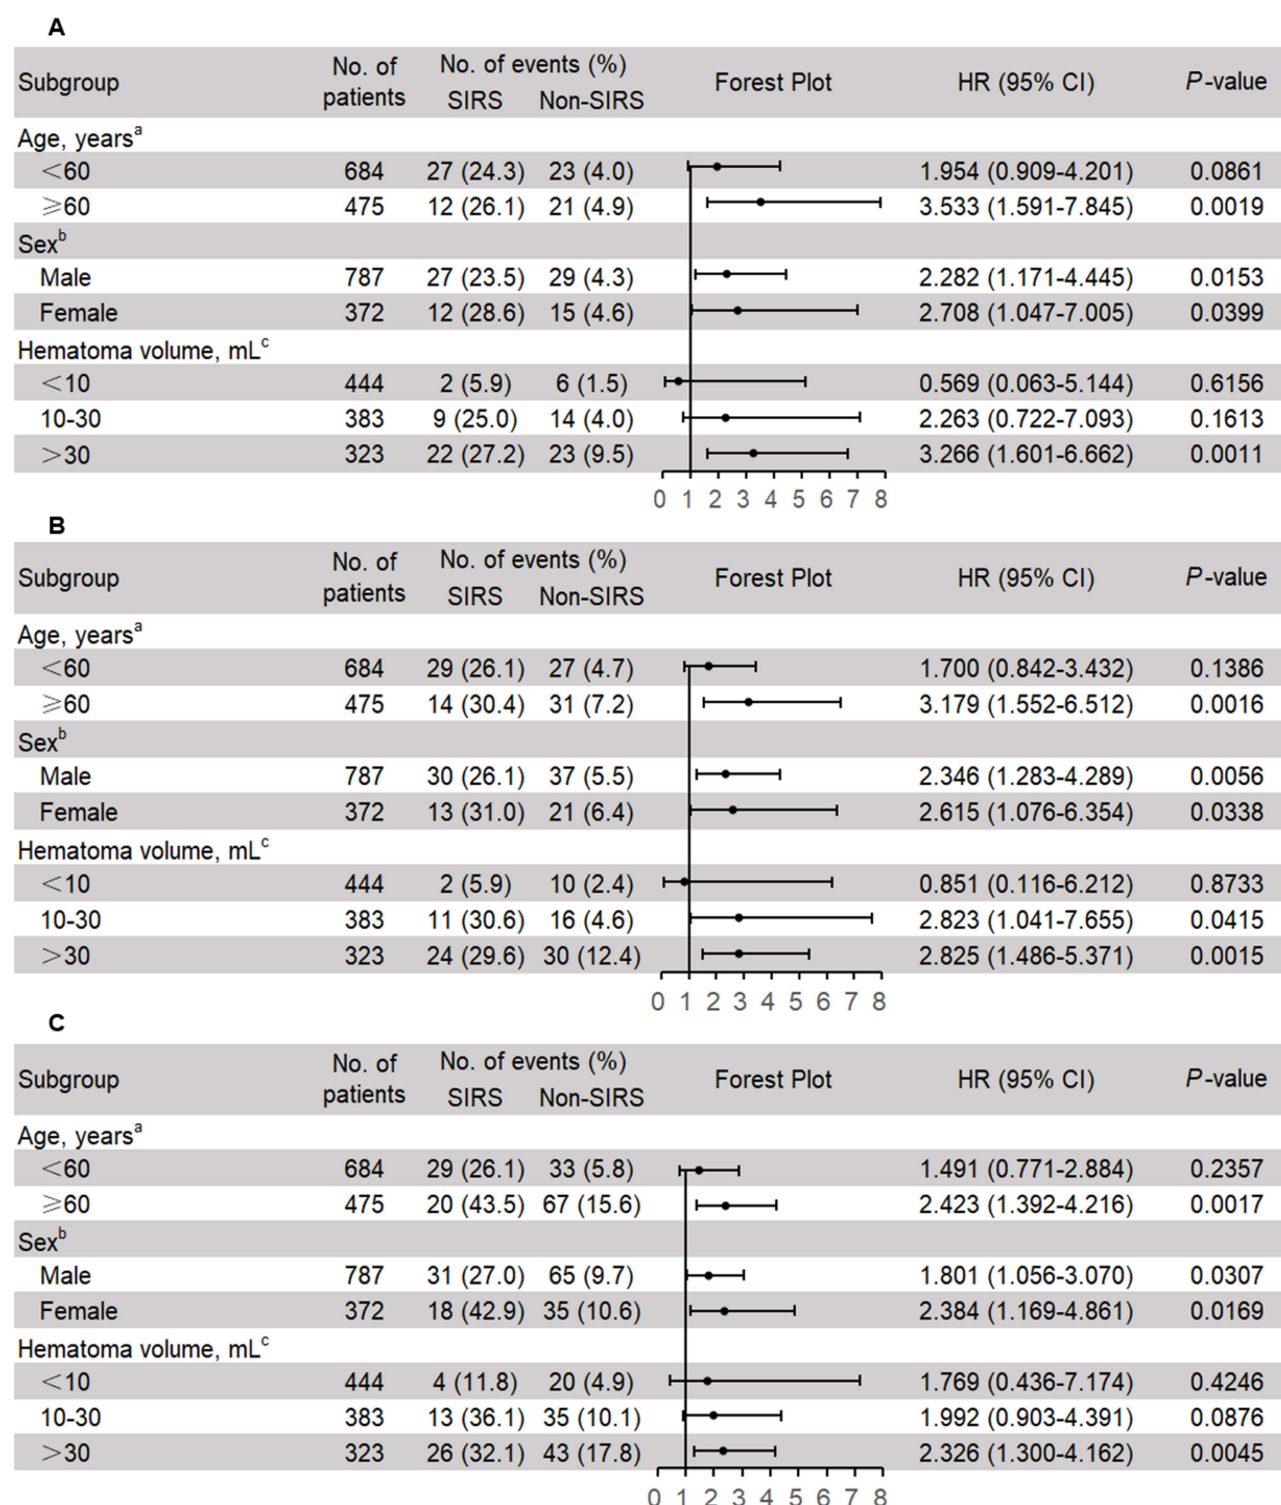 A
Subgroup No. of patients No. of events (%) SIRS Non-SIRS Forest Plot HR (95% CI) P-value
Age, yearsᵃ
<60 684 27 (24.3) 23 (4.0) 1.954 (0.909-4.201) 0.0861
≥60 475 12 (26.1) 21 (4.9) 3.533 (1.591-7.845) 0.0019
Sexᵇ
Male 787 27 (23.5) 29 (4.3) 2.282 (1.171-4.445) 0.0153
Female 372 12 (28.6) 15 (4.6) 2.708 (1.047-7.005) 0.0399
Hematoma volume, mLᶜ
<10 444 2 (5.9) 6 (1.5) 0.569 (0.063-5.144) 0.6156
10-30 383 9 (25.0) 14 (4.0) 2.263 (0.722-7.093) 0.1613
>30 323 22 (27.2) 23 (9.5) 3.266 (1.601-6.662) 0.0011
0 1 2 3 4 5 6 7 8
B
Subgroup No. of patients No. of events (%) SIRS Non-SIRS Forest Plot HR (95% CI) P-value
Age, yearsᵃ
<60 684 29 (26.1) 27 (4.7) 1.700 (0.842-3.432) 0.1386
≥60 475 14 (30.4) 31 (7.2) 3.179 (1.552-6.512) 0.0016
Sexᵇ
Male 787 30 (26.1) 37 (5.5) 2.346 (1.283-4.289) 0.0056
Female 372 13 (31.0) 21 (6.4) 2.615 (1.076-6.354) 0.0338
Hematoma volume, mLᶜ
<10 444 2 (5.9) 10 (2.4) 0.851 (0.116-6.212) 0.8733
10-30 383 11 (30.6) 16 (4.6) 2.823 (1.041-7.655) 0.0415
>30 323 24 (29.6) 30 (12.4) 2.825 (1.486-5.371) 0.0015
0 1 2 3 4 5 6 7 8
C
Subgroup No. of patients No. of events (%) SIRS Non-SIRS Forest Plot HR (95% CI) P-value
Age, yearsᵃ
<60 684 29 (26.1) 33 (5.8) 1.491 (0.771-2.884) 0.2357
≥60 475 20 (43.5) 67 (15.6) 2.423 (1.392-4.216) 0.0017
Sexᵇ
Male 787 31 (27.0) 65 (9.7) 1.801 (1.056-3.070) 0.0307
Female 372 18 (42.9) 35 (10.6) 2.384 (1.169-4.861) 0.0169
Hematoma volume, mLᶜ
<10 444 4 (11.8) 20 (4.9) 1.769 (0.436-7.174) 0.4246
10-30 383 13 (36.1) 35 (10.1) 1.992 (0.903-4.391) 0.0876
>30 323 26 (32.1) 43 (17.8) 2.326 (1.300-4.162) 0.0045
0 1 2 3 4 5 6 7 8